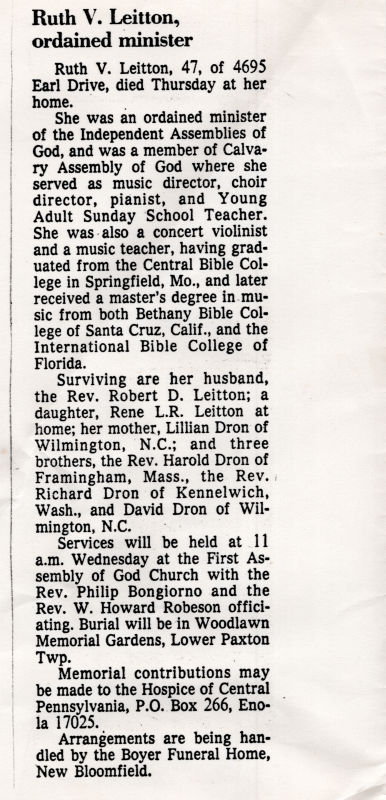 Ruth V. Leitton,
ordained minister
Ruth V. Leitton, 47, of 4695
Earl Drive, died Thursday at her
home.
She was an ordained minister
of the Independent Assemblies of
God, and was a member of Calva-
ry Assembly of God where she
served as music director, choir
director, pianist, and Young
Adult Sunday School Teacher.
She was also a concert violinist
and a music teacher, having grad-
uated from the Central Bible Col-
lege in Springfield, Mo., and later
received a master's degree in mu-
sic from both Bethany Bible Col-
lege of Santa Cruz, Calif., and the
International Bible College of
Florida.
Surviving are her husband,
the Rev. Robert D. Leitton; a
daughter, Rene L.R. Leitton at
home; her mother, Lillian Dron of
Wilmington, N.C.; and three
brothers, the Rev. Harold Dron of
Framingham, Mass., the Rev.
Richard Dron of Kennelwich,
Wash., and David Dron of Wil-
mington, N.C.
Services will be held at 11
a.m. Wednesday at the First As-
sembly of God Church with the
Rev. Philip Bongiorno and the
Rev. W. Howard Robeson offici-
ating. Burial will be in Woodlawn
Memorial Gardens, Lower Paxton
Twp.
Memorial contributions may
be made to the Hospice of Central
Pennsylvania, P.O. Box 266, Eno-
la 17025.
Arrangements are being han-
dled by the Boyer Funeral Home,
New Bloomfield.